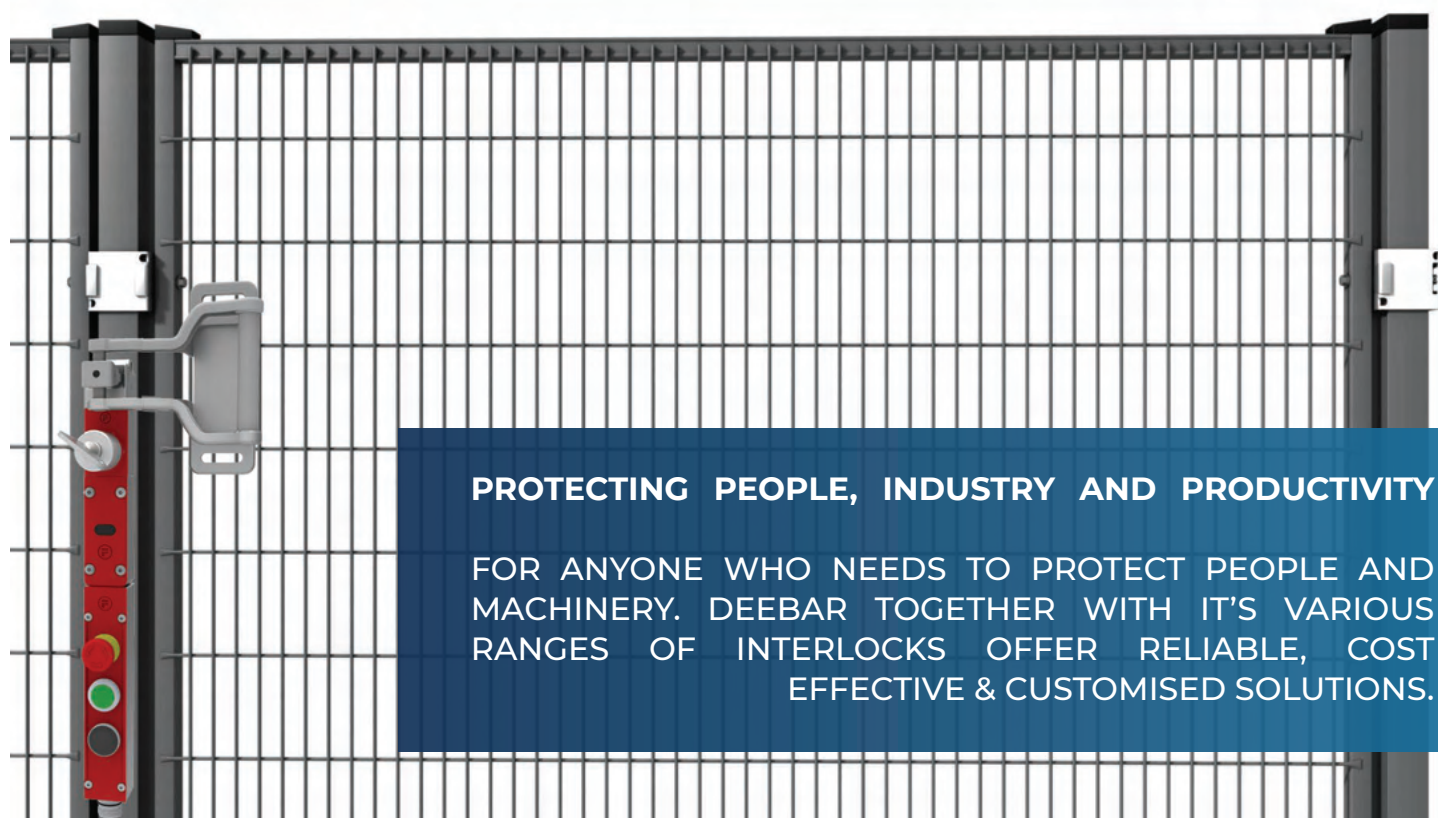 PROTECTING PEOPLE, INDUSTRY AND PRODUCTIVITY
FOR ANYONE WHO NEEDS TO PROTECT PEOPLE AND
MACHINERY. DEEBAR TOGETHER WITH IT'S VARIOUS
RANGES OF INTERLOCKS OFFER RELIABLE, COST
EFFECTIVE & CUSTOMISED SOLUTIONS.